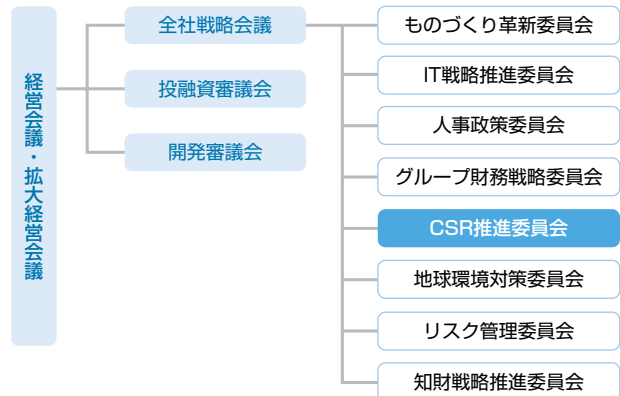 経営会議・拡大経営会議
全社戦略会議
投融資審議会
開発審議会
ものづくり革新委員会
IT戦略推進委員会
人事政策委員会
グループ財務戦略委員会
CSR推進委員会
地球環境対策委員会
リスク管理委員会
知財戦略推進委員会